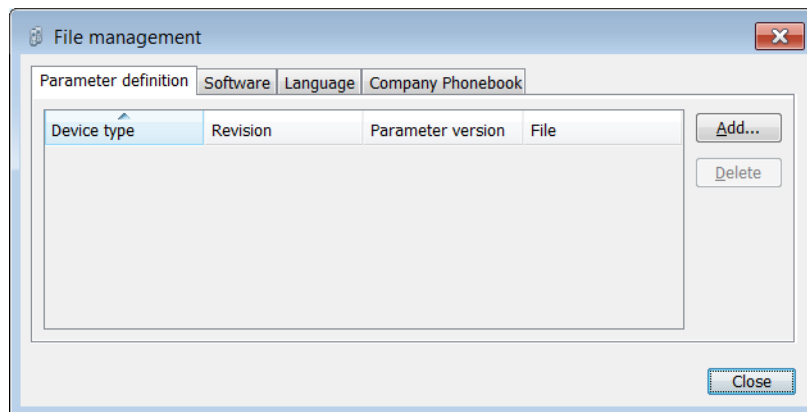 File management
Parameter definition Software Language Company Phonebook
Device type Revision Parameter version File
Add...
Delete
Close